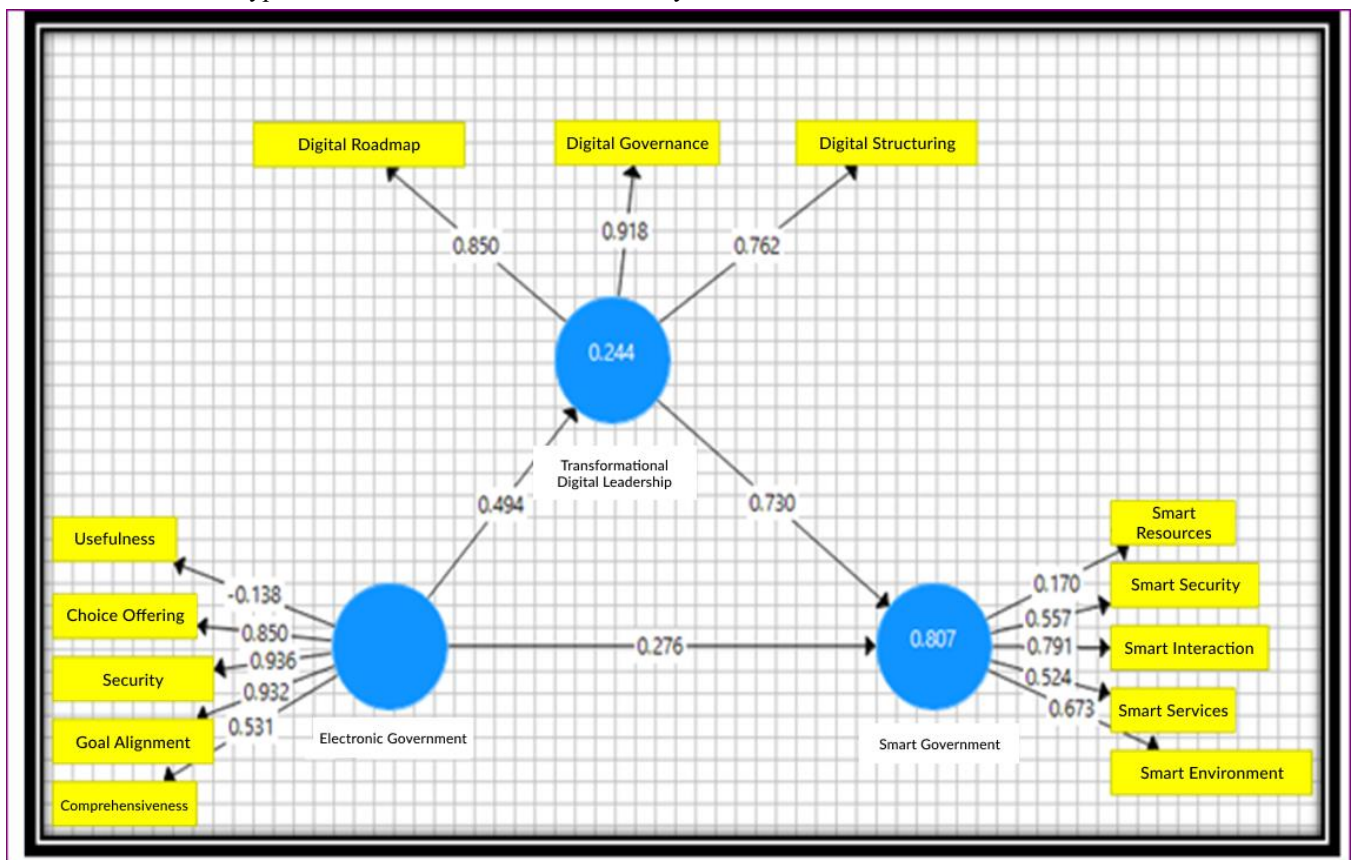 Digital Roadmap
Digital Governance
Digital Structuring
0.850
0.918
0.762
0.244
Transformational
Digital Leadership
0.494
0.730
Usefulness
Choice Offering
Security
Goal Alignment
Comprehensiveness
-0.138
0.850
0.936
0.932
0.531
Electronic Government
0.276
0.807
Smart Government
0.170
0.557
0.791
0.524
0.673
Smart
Resources
Smart Security
Smart Interaction
Smart Services
Smart Environment